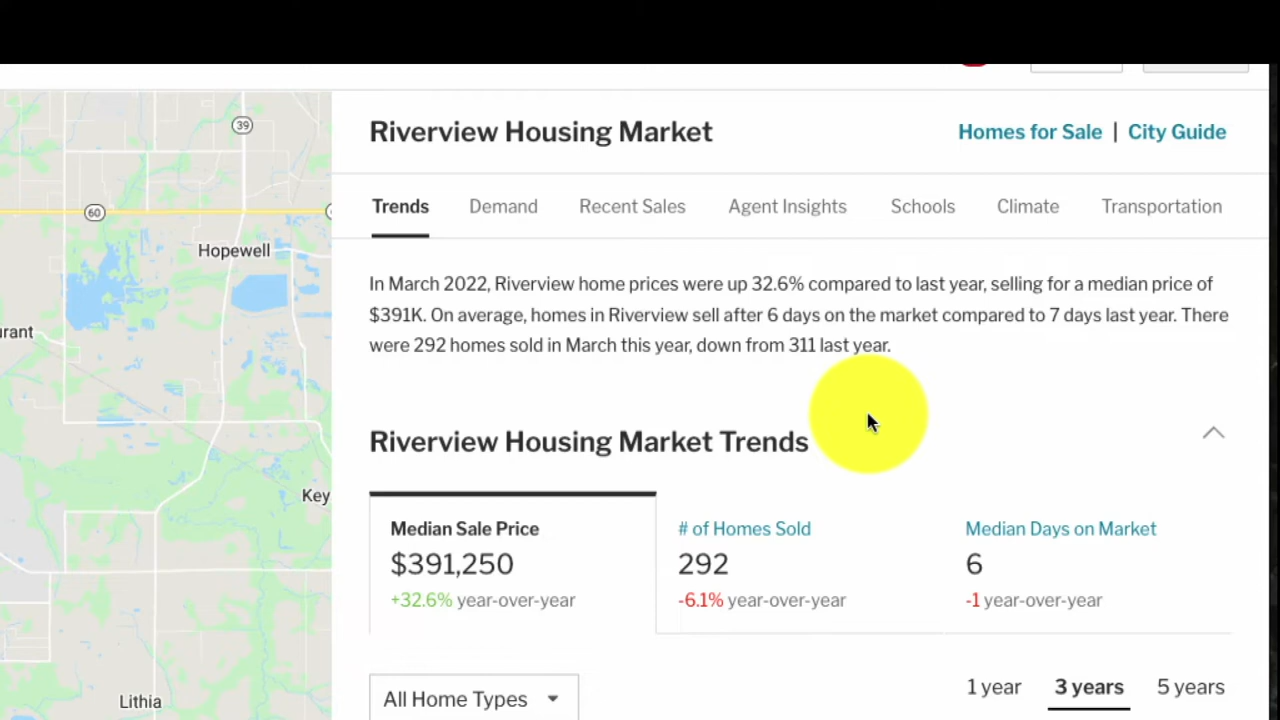 39
60
Hopewell
urant
Key
Lithia
Riverview Housing Market
Homes for Sale | City Guide
Trends Demand Recent Sales Agent Insights Schools Climate Transportation
In March 2022, Riverview home prices were up 32.6% compared to last year, selling for a median price of
$391K. On average, homes in Riverview sell after 6 days on the market compared to 7 days last year. There
were 292 homes sold in March this year, down from 311 last year.
Riverview Housing Market Trends
Median Sale Price
$391,250
+32.6% year-over-year
# of Homes Sold
292
-6.1% year-over-year
Median Days on Market
6
-1 year-over-year
All Home Types
1 year 3 years 5 years